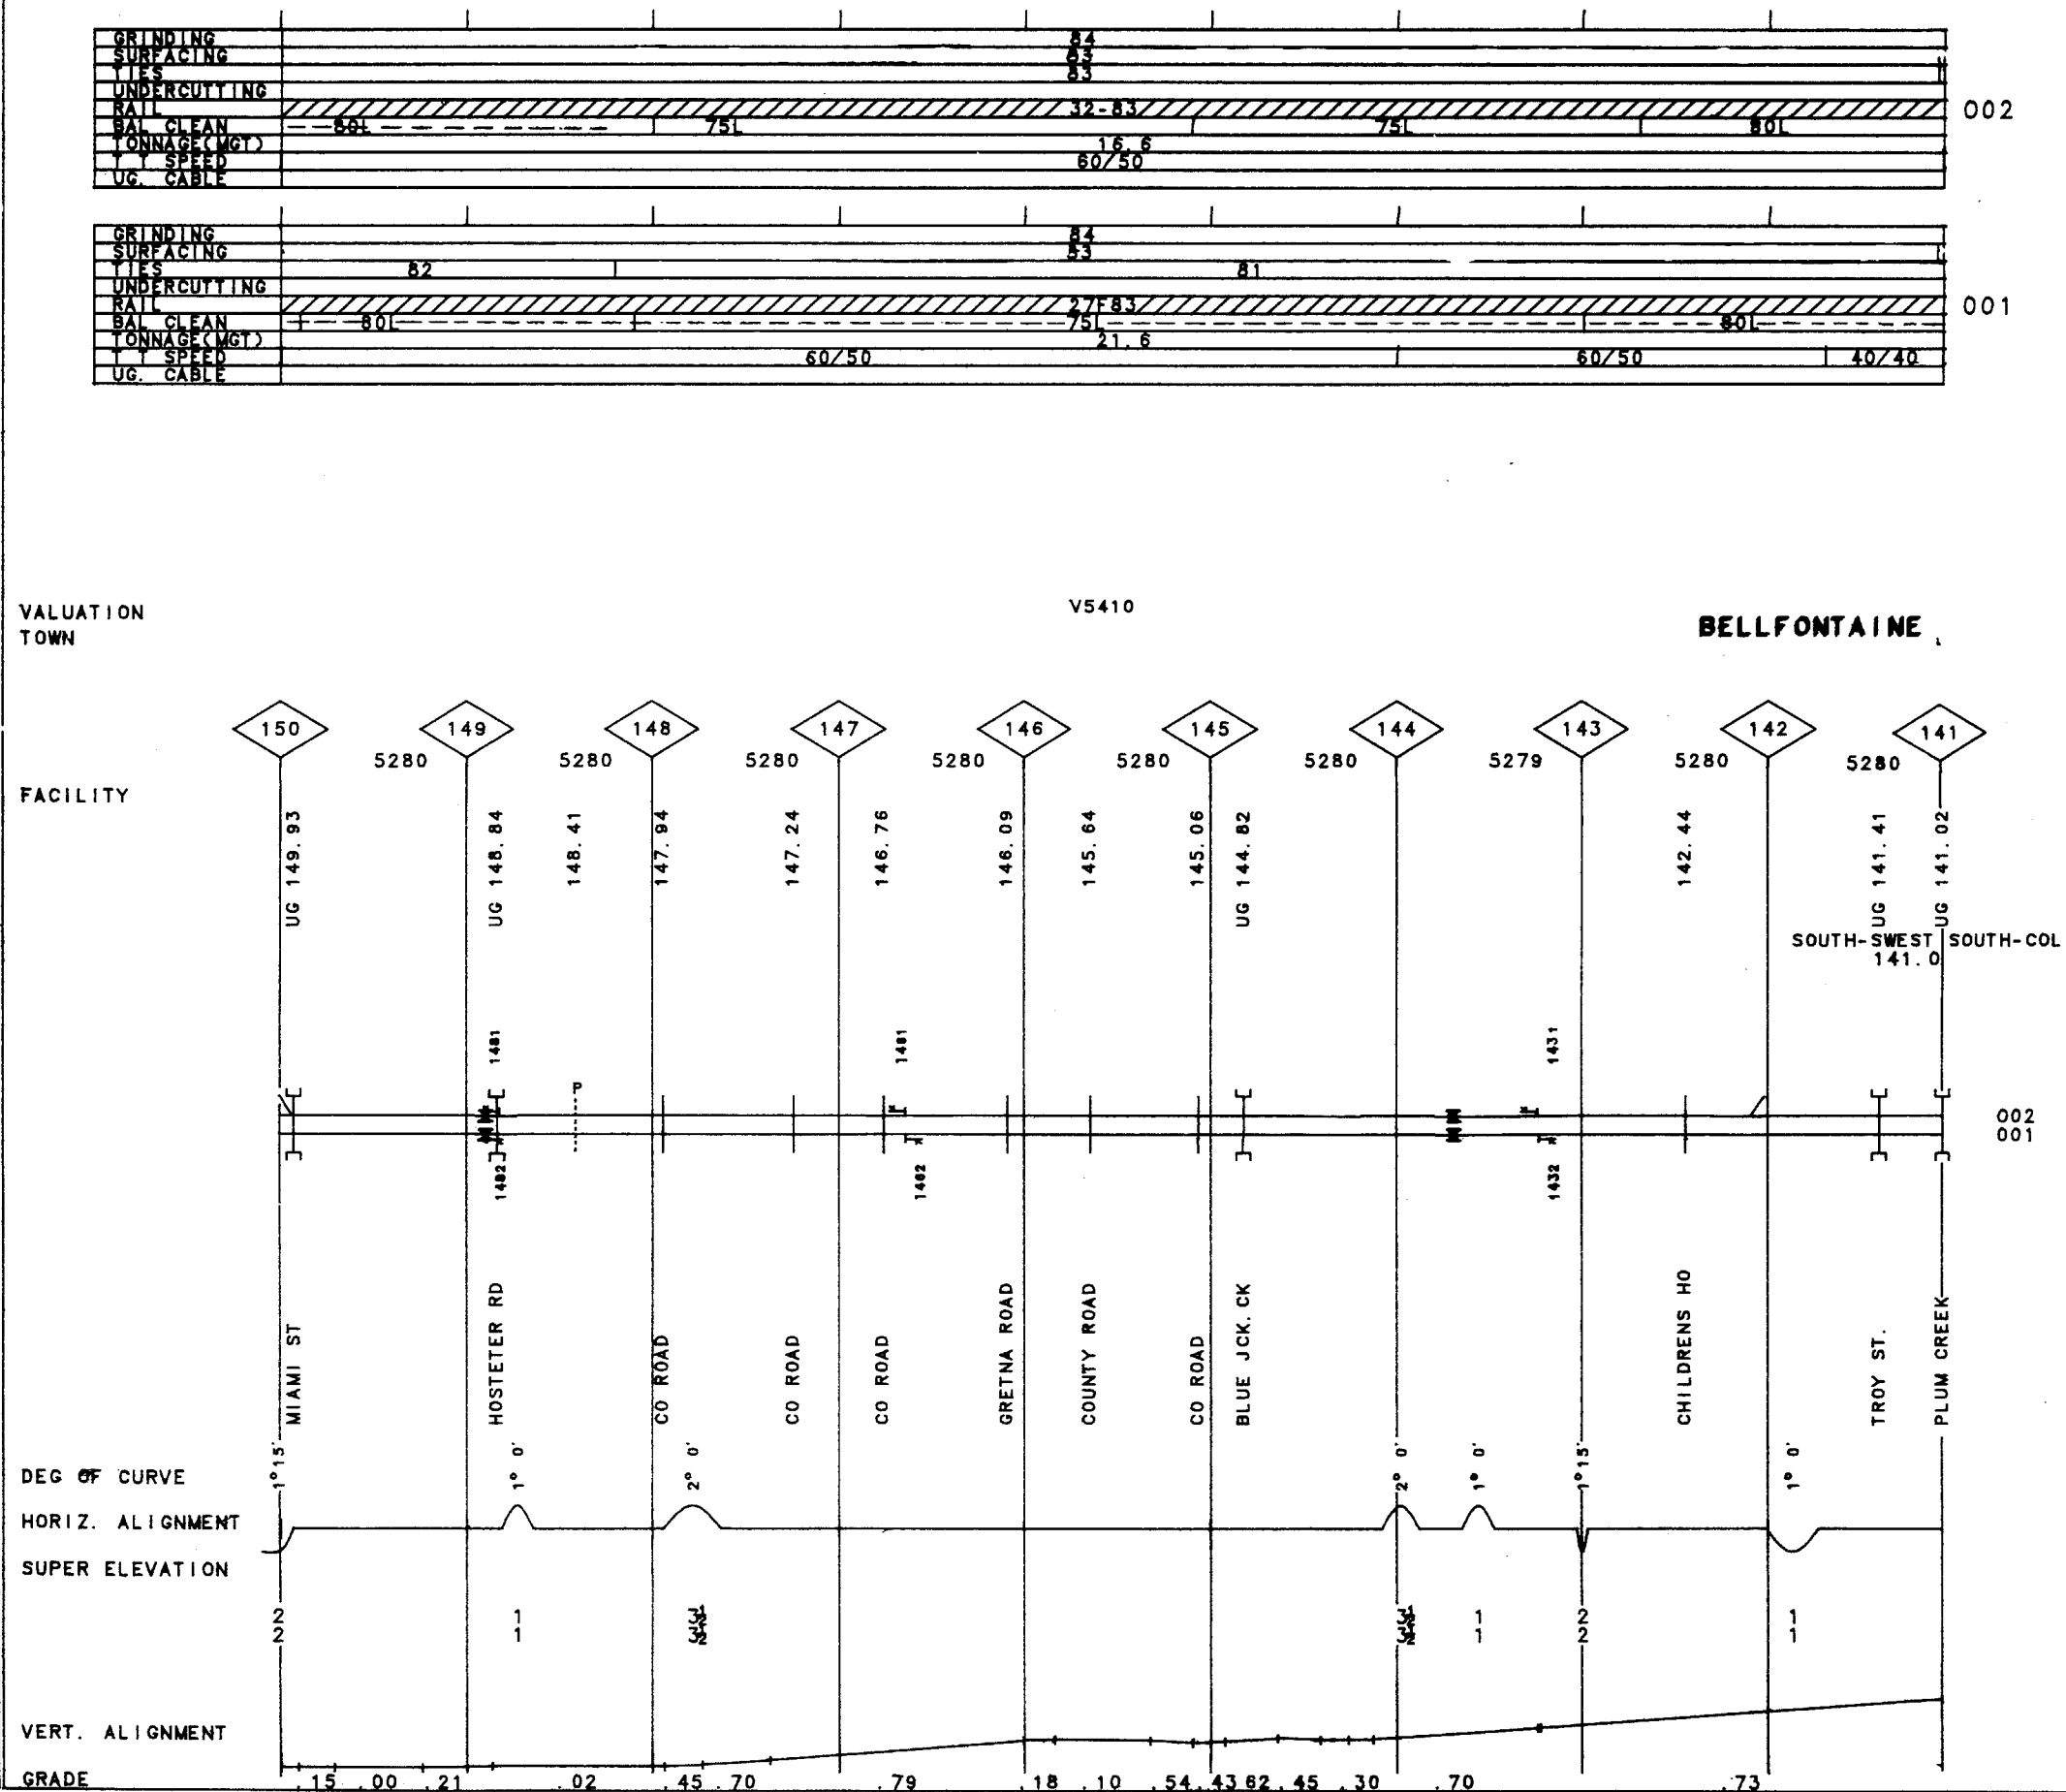 GRINDING 84
SURFACING 83
TIES 83
UNDERCUTTING
RAIL 32-83 002
BAL CLEAN 80L 75L 75L 80L
TONNAGE(MGT) 16.6
T T SPEED 60/50
UG. CABLE
GRINDING 84
SURFACING 83
TIES 82 81
UNDERCUTTING
RAIL 27F83 001
BAL CLEAN 80L 75L 80L
TONNAGE(MGT) 21.6
T T SPEED 60/50 60/50 40/40
UG. CABLE
VALUATION V5410
TOWN BELLFONTAINE
150 149 148 147 146 145 144 143 142 141
5280 5280 5280 5280 5280 5280 5279 5280 5280
FACILITY
UG 149.93
UG 148.84
148.41
147.94
147.24
146.76
146.09
145.64
145.06
UG 144.82
142.44
UG 141.41
UG 141.02
SOUTH-SWEST SOUTH-COL
141.0
1481 1461 1431
P
002
001
1482 1462 1432
MIAMI ST
HOSTETER RD
CO ROAD
CO ROAD
CO ROAD
GRETNA ROAD
COUNTY ROAD
CO ROAD
BLUE JCK. CK
CHILDRENS HO
TROY ST.
PLUM CREEK
DEG OF CURVE 1°15' 1° 0' 2° 0' 2° 0' 1° 0' 1°15' 1° 0'
HORIZ. ALIGNMENT
SUPER ELEVATION
2 1 3½ 3½ 1 2 1
2 1 3½ 3½ 1 2 1
VERT. ALIGNMENT
GRADE .15 .00 .21 .02 .45 .70 .79 .18 .10 .54 .43 62 .45 .30 .70 .73